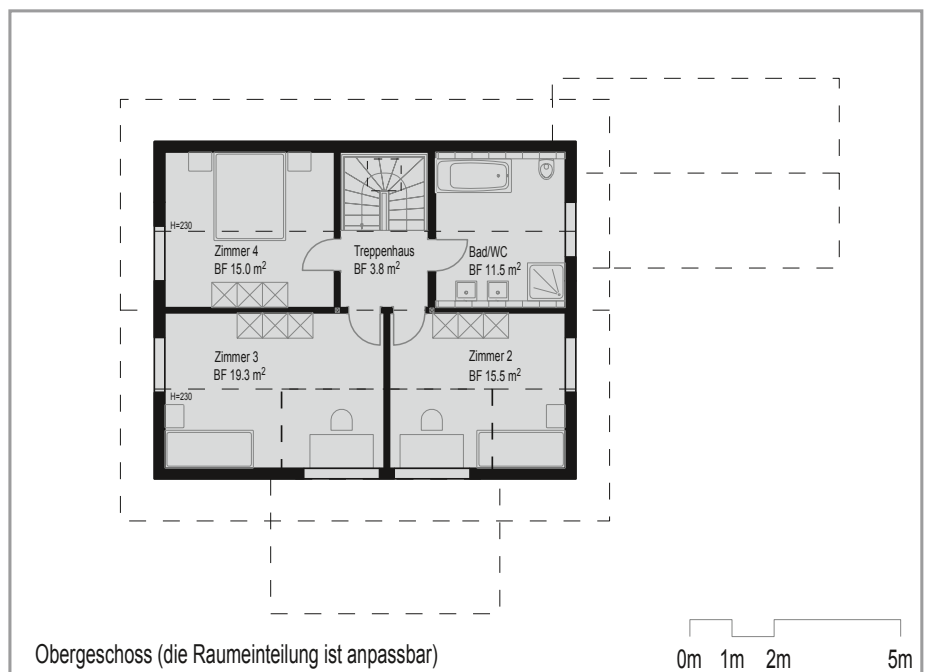 H=230
Zimmer 4
BF 15.0 m²
Treppenhaus
BF 3.8 m²
Bad/WC
BF 11.5 m²
Zimmer 3
BF 19.3 m²
H=230
Zimmer 2
BF 15.5 m²
Obergeschoss (die Raumeinteilung ist anpassbar)
0m 1m 2m 5m